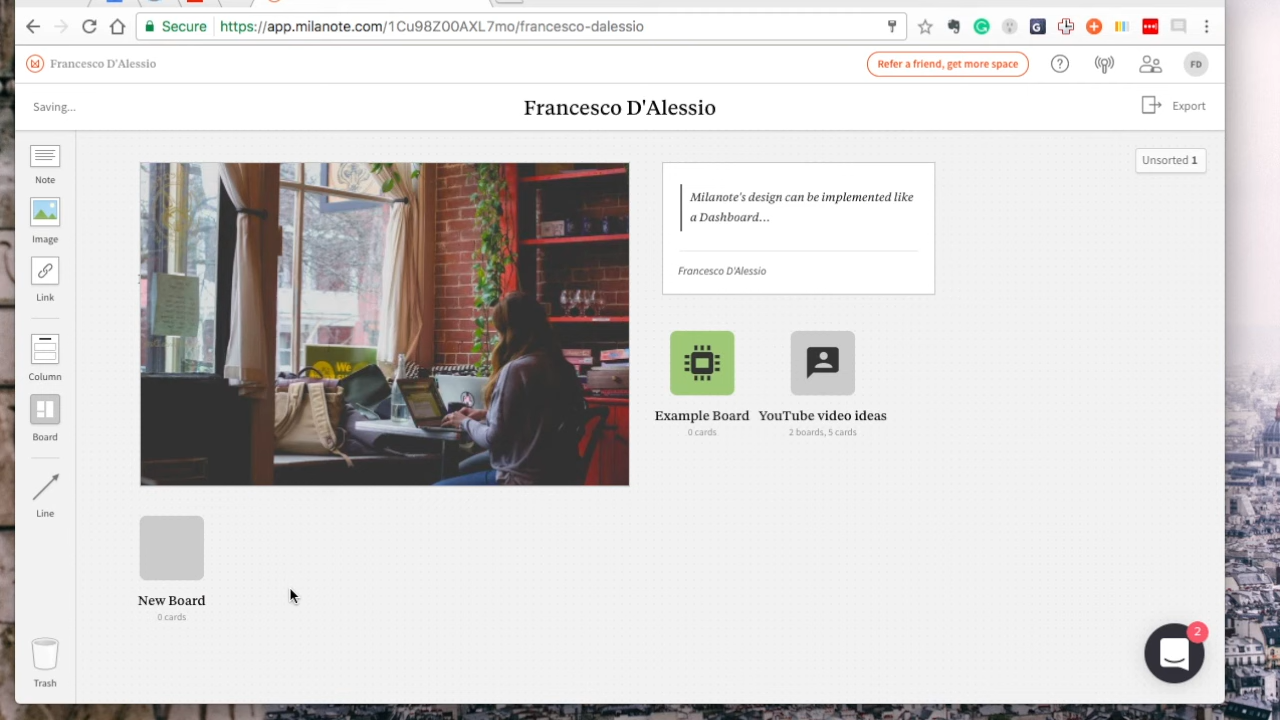 Secure
https://app.milanote.com/1Cu98Z00AXL7mo/francesco-dalessio
Francesco D'Alessio
Refer a friend, get more space
?
FD
Saving...
Francesco D'Alessio
Export
Unsorted 1
Note
Image
Link
Column
Board
Line
Trash
Milanote's design can be implemented like
a Dashboard...
Francesco D'Alessio
Example Board
0 cards
YouTube video ideas
2 boards, 5 cards
We
New Board
0 cards
2